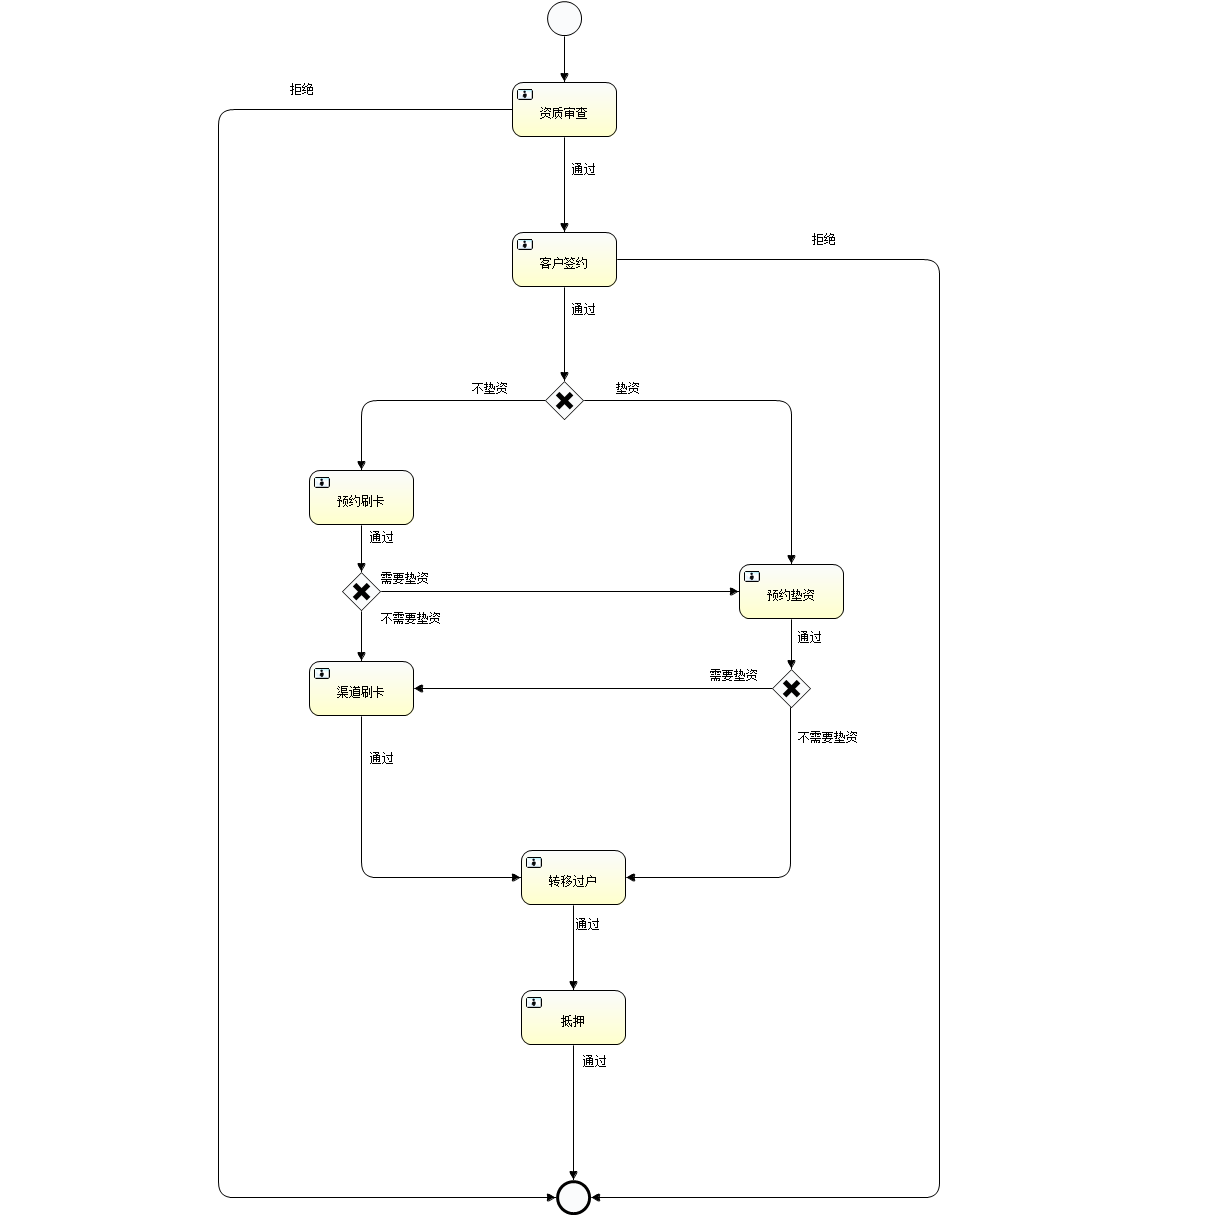 拒绝
资质审查
通过
拒绝
客户签约
通过
不垫资
垫资
预约刷卡
通过
需要垫资
预约垫资
不需要垫资
通过
需要垫资
渠道刷卡
不需要垫资
通过
转移过户
通过
抵押
通过